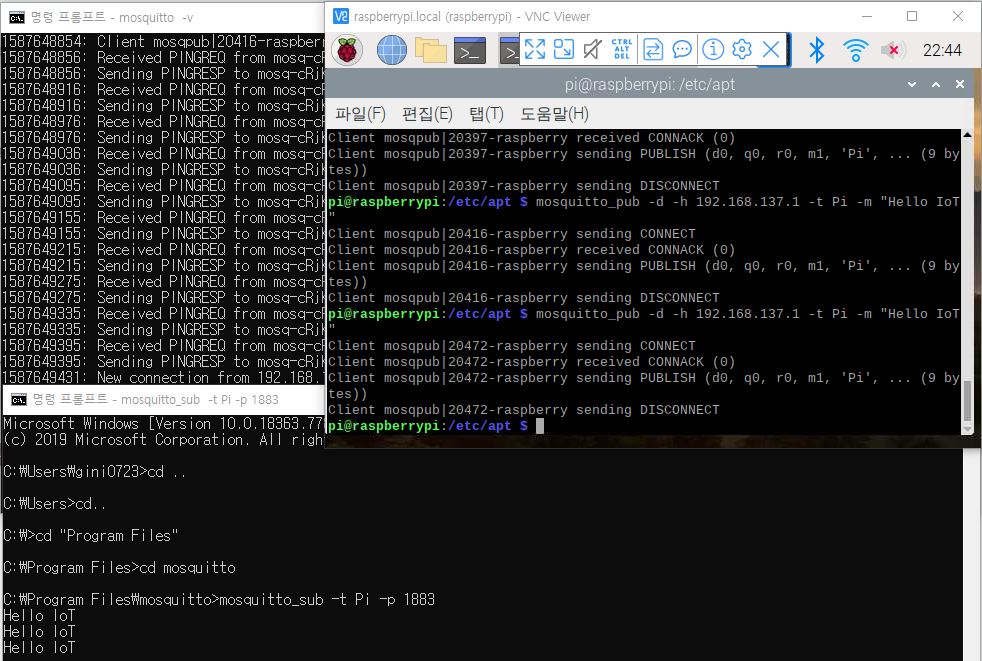 명령 프롬프트 - mosquitto -v
1587648854: Client mosqpub|20416-raspberr
1587648856: Received PINGREQ from mosq-cRj
1587648856: Sending PINGRESP to mosq-cRjK
1587648916: Received PINGREQ from mosq-cRj
1587648916: Sending PINGRESP to mosq-cRjK
1587648976: Received PINGREQ from mosq-cRj
1587648976: Sending PINGRESP to mosq-cRjK
1587649036: Received PINGREQ from mosq-cRj
1587649036: Sending PINGRESP to mosq-cRjK
1587649095: Received PINGREQ from mosq-cRj
1587649095: Sending PINGRESP to mosq-cRjK
1587649155: Received PINGREQ from mosq-cRj
1587649155: Sending PINGRESP to mosq-cRjK
1587649215: Received PINGREQ from mosq-cRj
1587649215: Sending PINGRESP to mosq-cRjK
1587649275: Received PINGREQ from mosq-cRj
1587649275: Sending PINGRESP to mosq-cRjK
1587649335: Received PINGREQ from mosq-cRj
1587649335: Sending PINGRESP to mosq-cRjK
1587649395: Received PINGREQ from mosq-cRj
1587649395: Sending PINGRESP to mosq-cRjK
1587649431: New connection from 192.168.
raspberrypi.local (raspberrypi) - VNC Viewer
CTRL
ALT
DEL
22:44
pi@raspberrypi: /etc/apt
파일(F) 편집(E) 탭(T) 도움말(H)
Client mosqpub|20397-raspberry received CONNACK (0)
Client mosqpub|20397-raspberry sending PUBLISH (d0, q0, r0, m1, 'Pi', ... (9 by
tes))
Client mosqpub|20397-raspberry sending DISCONNECT
pi@raspberrypi:/etc/apt $ mosquitto_pub -d -h 192.168.137.1 -t Pi -m "Hello IoT
"
Client mosqpub|20416-raspberry sending CONNECT
Client mosqpub|20416-raspberry received CONNACK (0)
Client mosqpub|20416-raspberry sending PUBLISH (d0, q0, r0, m1, 'Pi', ... (9 by
tes))
Client mosqpub|20416-raspberry sending DISCONNECT
pi@raspberrypi:/etc/apt $ mosquitto_pub -d -h 192.168.137.1 -t Pi -m "Hello IoT
"
Client mosqpub|20472-raspberry sending CONNECT
Client mosqpub|20472-raspberry received CONNACK (0)
Client mosqpub|20472-raspberry sending PUBLISH (d0, q0, r0, m1, 'Pi', ... (9 by
tes))
Client mosqpub|20472-raspberry sending DISCONNECT
pi@raspberrypi:/etc/apt $
명령 프롬프트 - mosquitto_sub -t Pi -p 1883
Microsoft Windows [Version 10.0.18363.77
(c) 2019 Microsoft Corporation. All righ
C:₩Users₩gini0723>cd ..
C:₩Users>cd..
C:₩>cd "Program Files"
C:₩Program Files>cd mosquitto
C:₩Program Files₩mosquitto>mosquitto_sub -t Pi -p 1883
Hello IoT
Hello IoT
Hello IoT